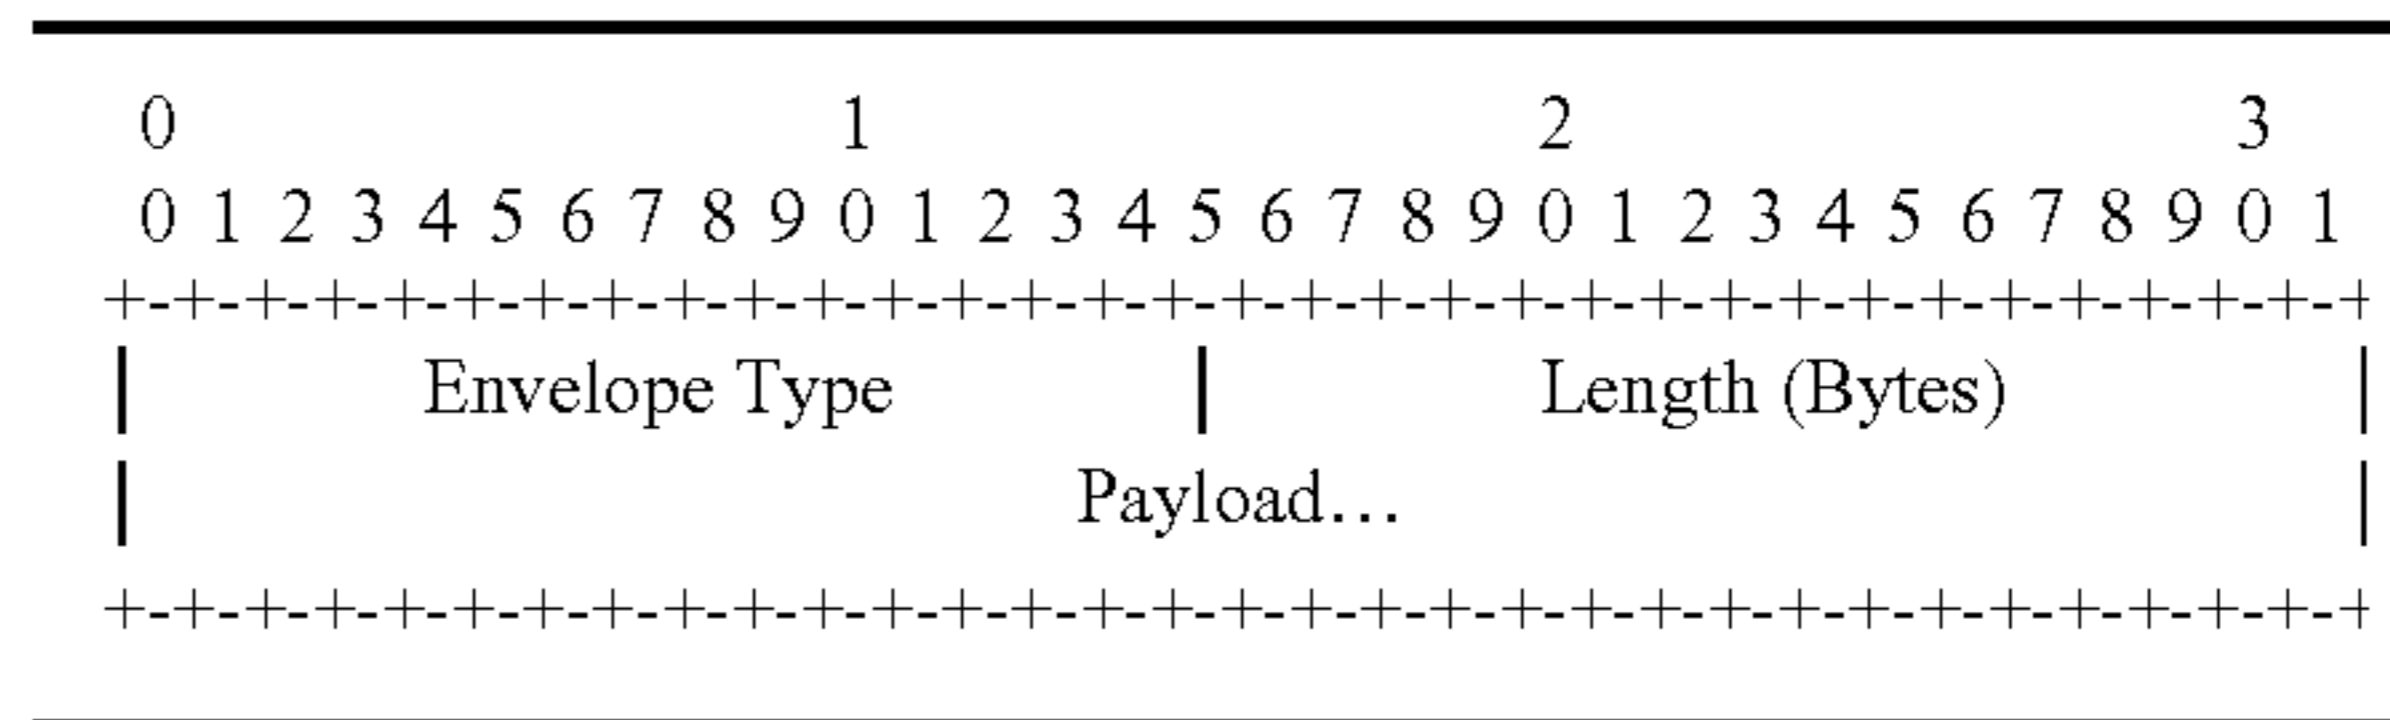 0 1 2 3
0 1 2 3 4 5 6 7 8 9 0 1 2 3 4 5 6 7 8 9 0 1 2 3 4 5 6 7 8 9 0 1
+-+-+-+-+-+-+-+-+-+-+-+-+-+-+-+-+-+-+-+-+-+-+-+-+-+-+-+-+-+-+-+-+
| Envelope Type | Length (Bytes) |
| Payload… |
+-+-+-+-+-+-+-+-+-+-+-+-+-+-+-+-+-+-+-+-+-+-+-+-+-+-+-+-+-+-+-+-+